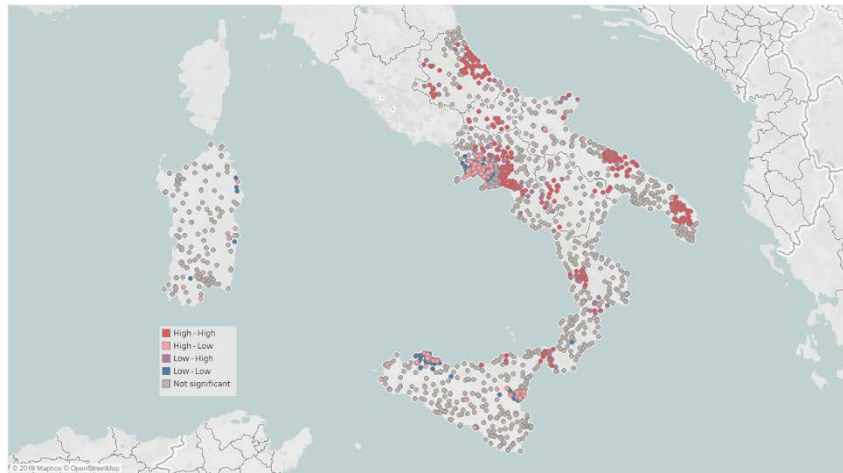 High - High
High - Low
Low - High
Low - Low
Not significant
© 2019 Mapbox © OpenStreetMap